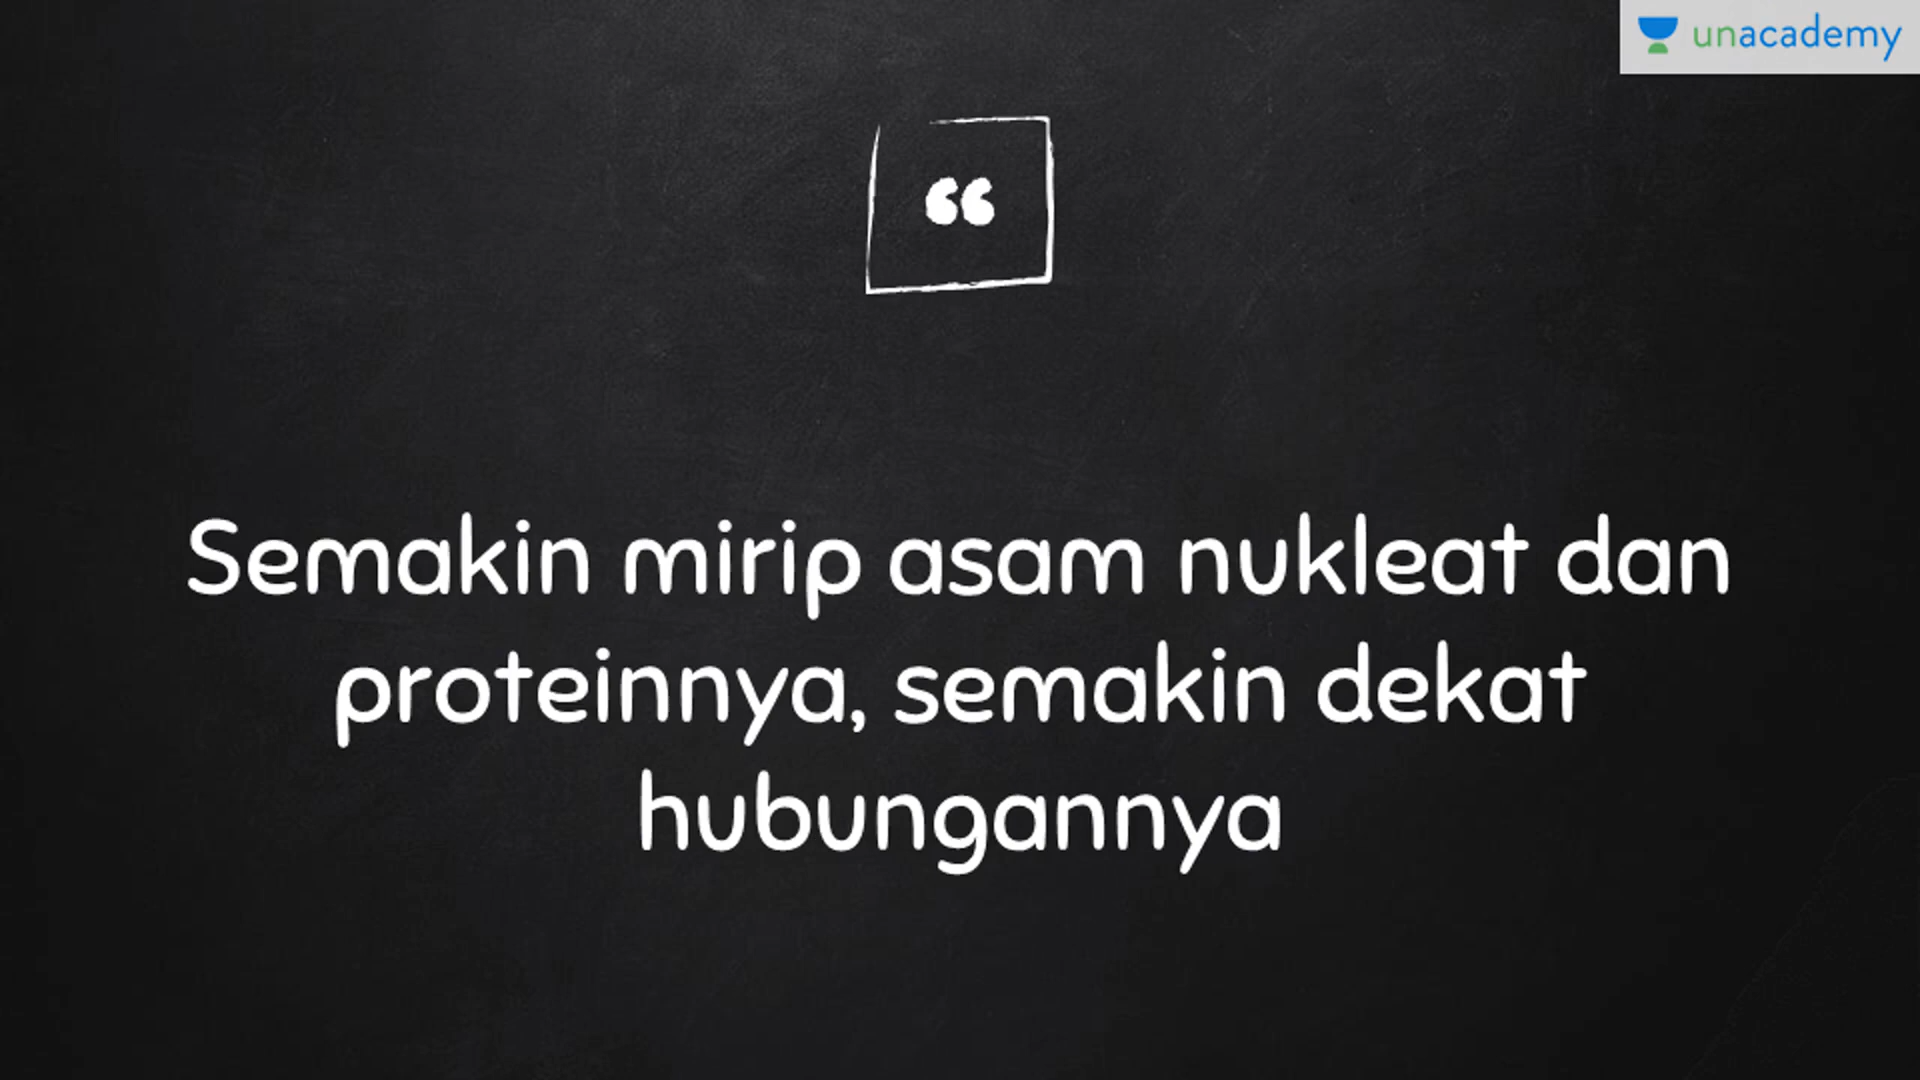 unacademy
“
Semakin mirip asam nukleat dan
proteinnya, semakin dekat
hubungannya